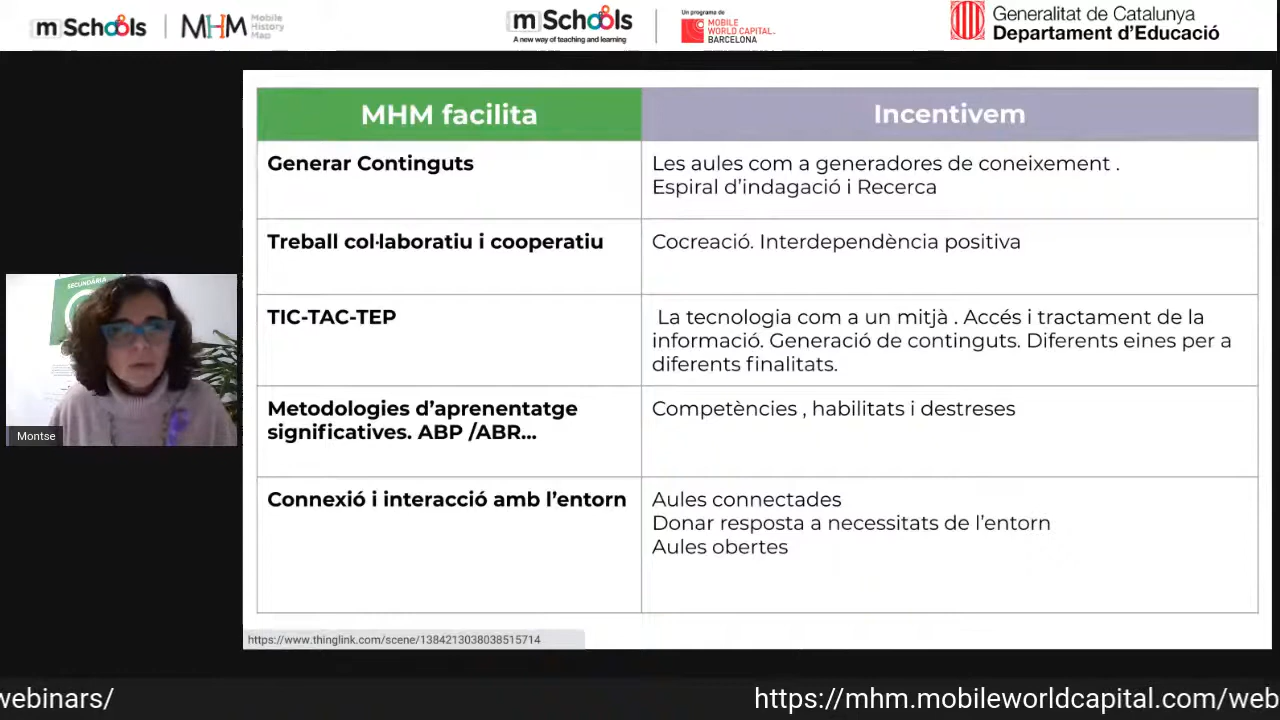 mSchools
MHM
Mobile
History
Map
mSchools
A new way of teaching and learning
Un programa de
MOBILE
WORLD CAPITAL.
BARCELONA
Generalitat de Catalunya
Departament d'Educació
MHM facilita
Incentivem
Generar Continguts
Les aules com a generadores de coneixement .
Espiral d'indagació i Recerca
Treball col·laboratiu i cooperatiu
Cocreació. Interdependència positiva
TIC-TAC-TEP
La tecnologia com a un mitjà . Accés i tractament de la
informació. Generació de continguts. Diferents eines per a
diferents finalitats.
Metodologies d'aprenentatge
significatives. ABP /ABR...
Competències , habilitats i destreses
Connexió i interacció amb l'entorn
Aules connectades
Donar resposta a necessitats de l'entorn
Aules obertes
SECUNDÀRIA
Montse
https://www.thinglink.com/scene/1384213038038515714
webinars/
https://mhm.mobileworldcapital.com/web